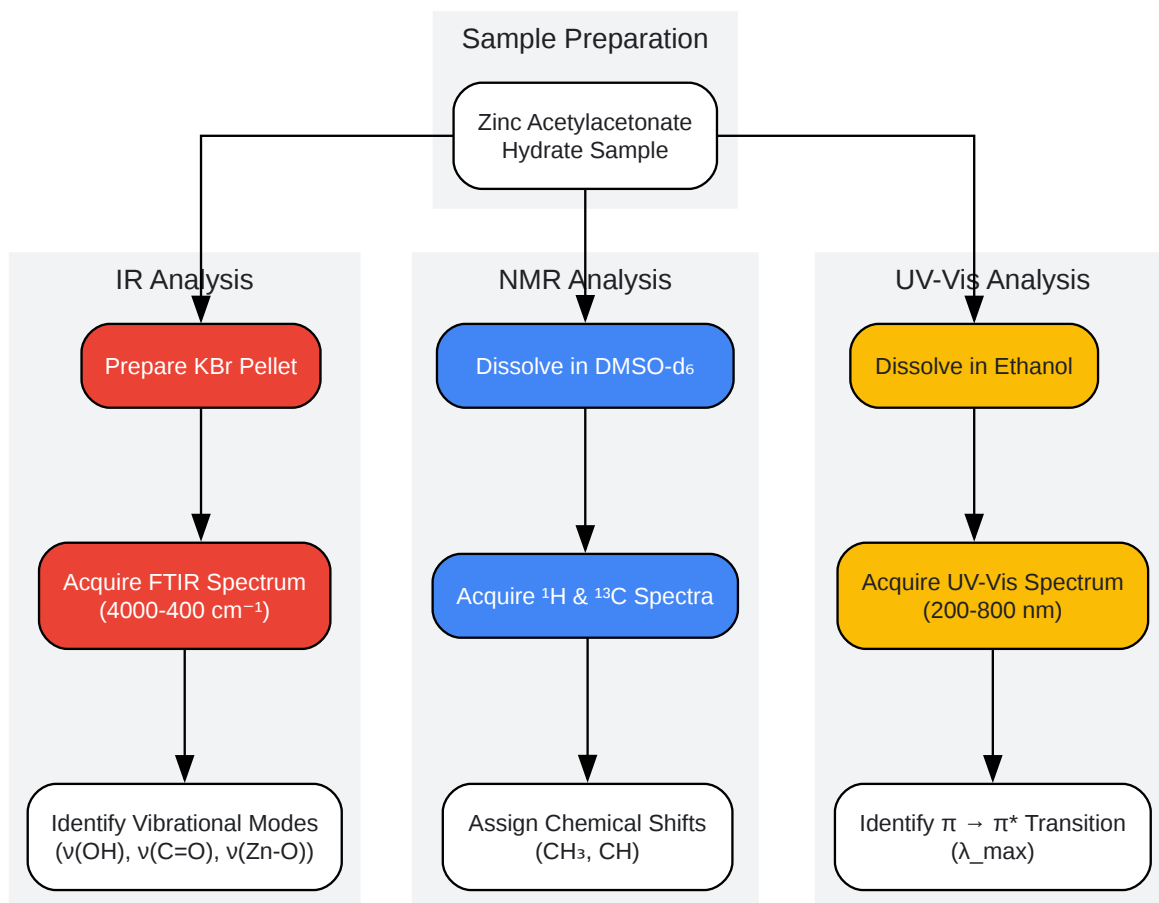 Sample Preparation
Zinc Acetylacetonate
Hydrate Sample
IR Analysis
Prepare KBr Pellet
Acquire FTIR Spectrum
(4000-400 cm⁻¹)
Identify Vibrational Modes
(ν(OH), ν(C=O), ν(Zn-O))
NMR Analysis
Dissolve in DMSO-d₆
Acquire ¹H & ¹³C Spectra
Assign Chemical Shifts
(CH₃, CH)
UV-Vis Analysis
Dissolve in Ethanol
Acquire UV-Vis Spectrum
(200-800 nm)
Identify π → π* Transition
(λ_max)